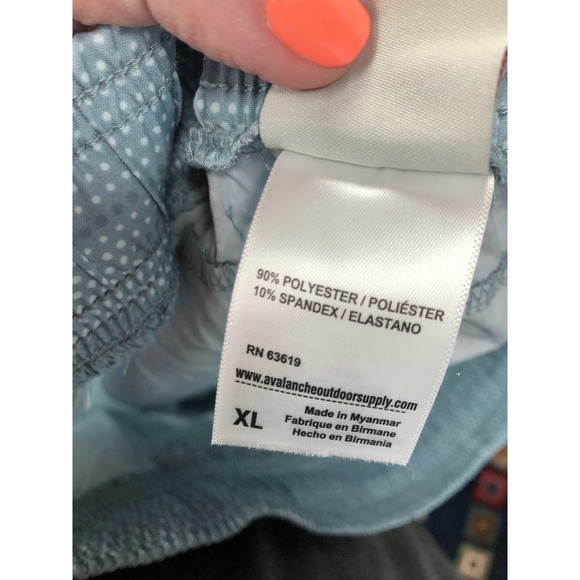 90% POLYESTER / POLIÉSTER
10% SPANDEX / ELASTANO
RN 63619
www.avalancheoutdoorsupply.com
XL
Made in Myanmar
Fabrique en Birmane
Hecho en Birmania